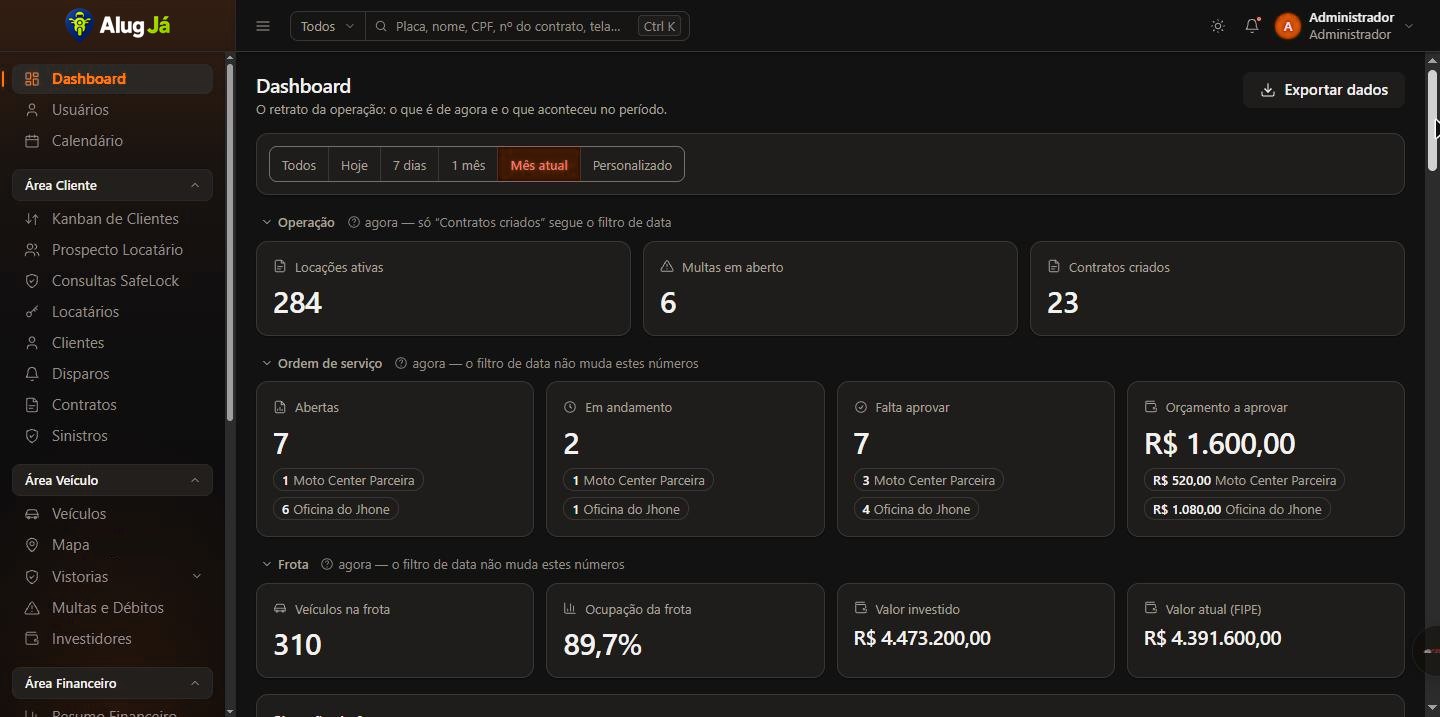 AlugJá
Todos
Placa, nome, CPF, nº do contrato, tela...
Ctrl K
A
Administrador
Administrador
Dashboard
Usuários
Calendário
Área Cliente
Kanban de Clientes
Prospecto Locatário
Consultas SafeLock
Locatários
Clientes
Disparos
Contratos
Sinistros
Área Veículo
Veículos
Mapa
Vistorias
Multas e Débitos
Investidores
Área Financeiro
Resumo Financeiro
Dashboard
O retrato da operação: o que é de agora e o que aconteceu no período.
Exportar dados
Todos
Hoje
7 dias
1 mês
Mês atual
Personalizado
Operação
agora — só “Contratos criados” segue o filtro de data
Locações ativas
284
Multas em aberto
6
Contratos criados
23
Ordem de serviço
agora — o filtro de data não muda estes números
Abertas
7
1 Moto Center Parceira
6 Oficina do Jhone
Em andamento
2
1 Moto Center Parceira
1 Oficina do Jhone
Falta aprovar
7
3 Moto Center Parceira
4 Oficina do Jhone
Orçamento a aprovar
R$ 1.600,00
R$ 520,00 Moto Center Parceira
R$ 1.080,00 Oficina do Jhone
Frota
agora — o filtro de data não muda estes números
Veículos na frota
310
Ocupação da frota
89,7%
Valor investido
R$ 4.473.200,00
Valor atual (FIPE)
R$ 4.391.600,00